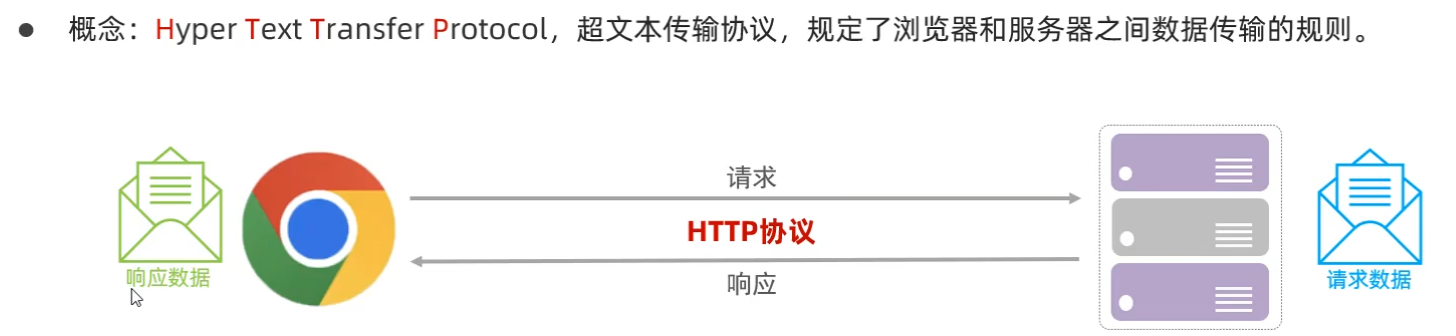 ● 概念：Hyper Text Transfer Protocol，超文本传输协议，规定了浏览器和服务器之间数据传输的规则。
请求
HTTP协议
响应
响应数据
请求数据